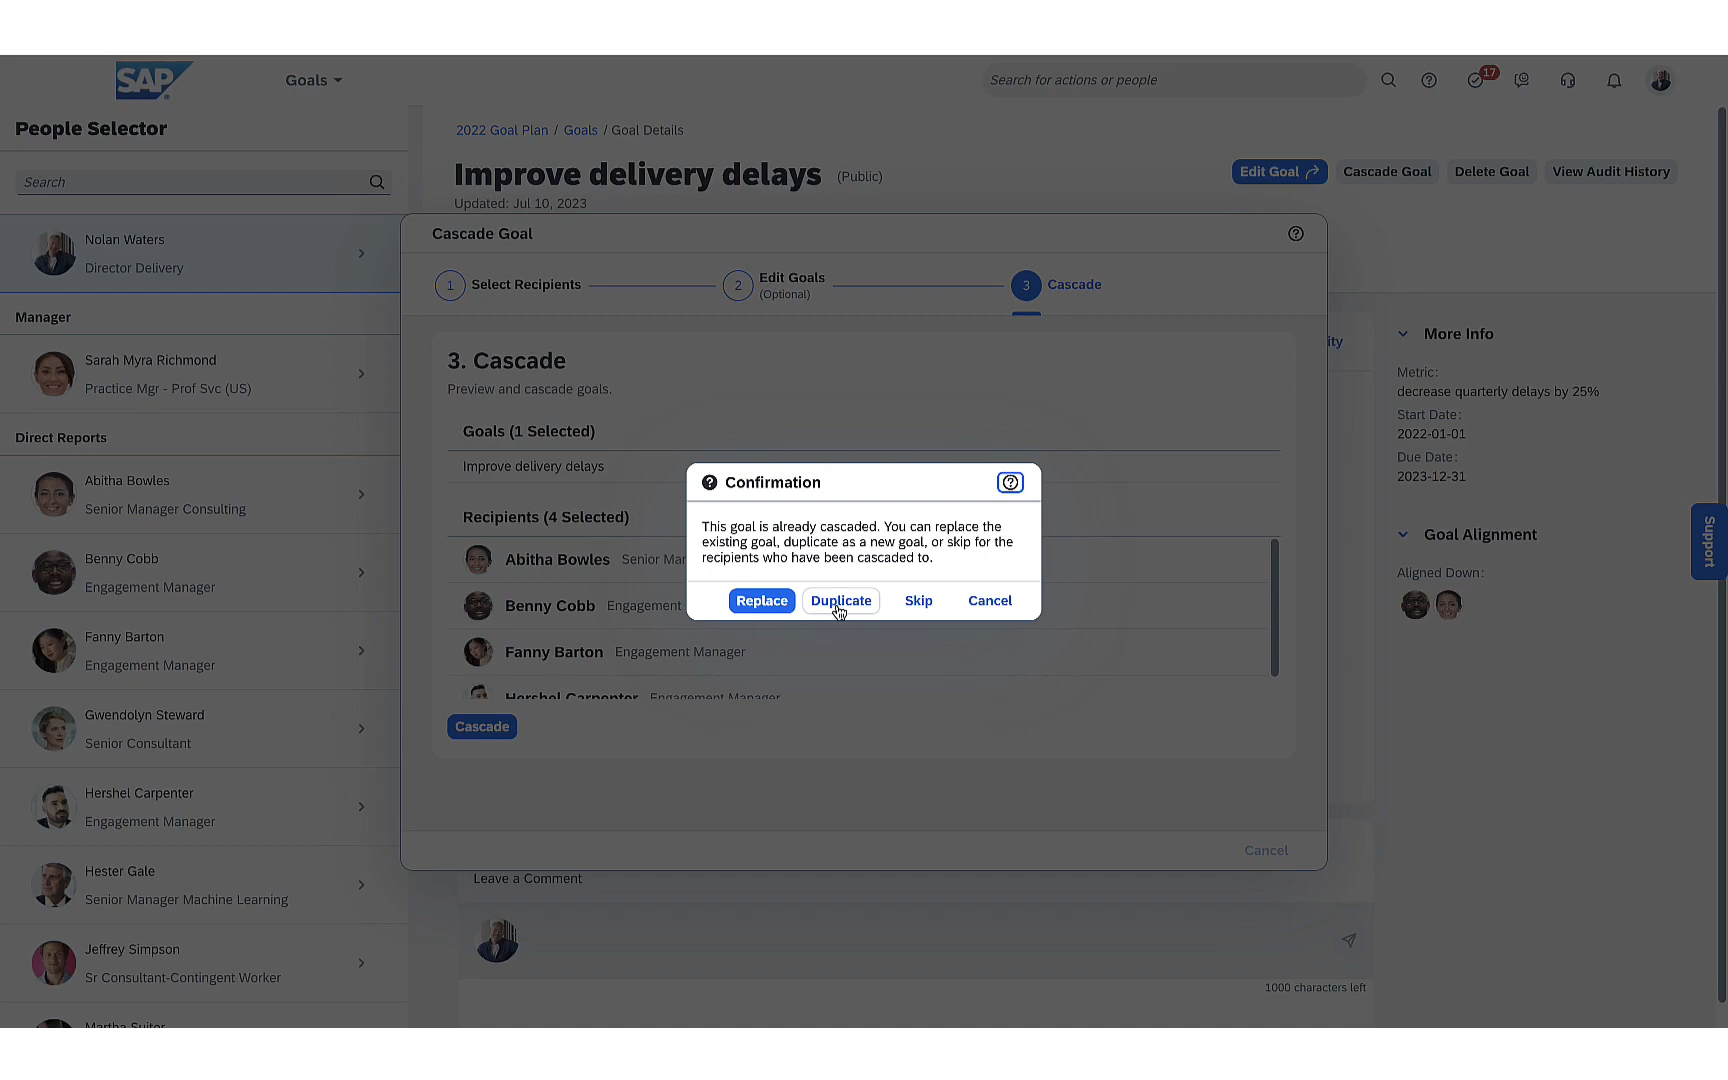 SAP
Goals
Search for actions or people
17
People Selector
Search
Nolan Waters
Director Delivery
Manager
Sarah Myra Richmond
Practice Mgr - Prof Svc (US)
Direct Reports
Abitha Bowles
Senior Manager Consulting
Benny Cobb
Engagement Manager
Fanny Barton
Engagement Manager
Gwendolyn Steward
Senior Consultant
Hershel Carpenter
Engagement Manager
Hester Gale
Senior Manager Machine Learning
Jeffrey Simpson
Sr Consultant-Contingent Worker
Martha Suitor
2022 Goal Plan / Goals / Goal Details
Improve delivery delays (Public)
Updated: Jul 10, 2023
Edit Goal Cascade Goal Delete Goal View Audit History
Cascade Goal
1 Select Recipients
2 Edit Goals
(Optional)
3 Cascade
3. Cascade
Preview and cascade goals.
Goals (1 Selected)
Improve delivery delays
Recipients (4 Selected)
Abitha Bowles Senior Mar
Benny Cobb Engagement
Fanny Barton Engagement Manager
Hershel Carpenter Engagement Manager
Cascade
Cancel
Confirmation
This goal is already cascaded. You can replace the
existing goal, duplicate as a new goal, or skip for the
recipients who have been cascaded to.
Replace Duplicate Skip Cancel
ity
More Info
Metric:
decrease quarterly delays by 25%
Start Date:
2022-01-01
Due Date:
2023-12-31
Goal Alignment
Aligned Down:
Support
Leave a Comment
1000 characters left